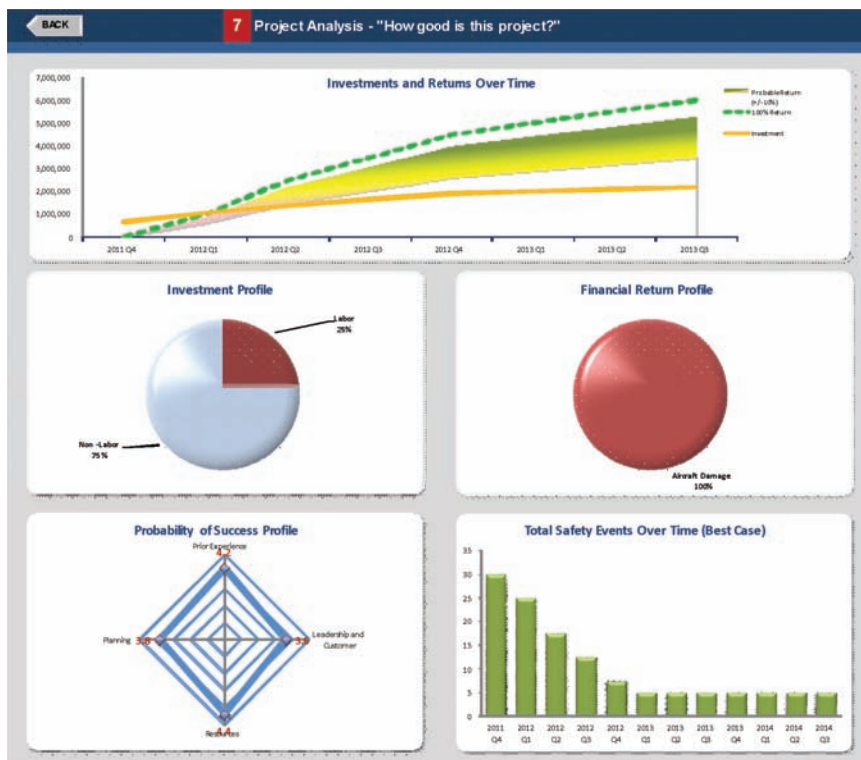 BACK
7 Project Analysis - "How good is this project?"
Investments and Returns Over Time
7,000,000
6,000,000
5,000,000
4,000,000
3,000,000
2,000,000
1,000,000
0
2011 Q4
2012 Q1
2012 Q2
2012 Q3
2012 Q4
2013 Q1
2013 Q2
2013 Q3
Probable Return
(+/- 10%)
100% Return
Investment
Investment Profile
Labor
25%
Non -Labor
75%
Financial Return Profile
Aircraft Damage
100%
Probability of Success Profile
Prior Experience
4.2
Planning
3.8
Leadership and
Customer
Resources
4.4
Total Safety Events Over Time (Best Case)
35
30
25
20
15
10
5
0
2011 2012 2012 2012 2012 2013 2013 2013 2013 2014 2014 2014
Q4 Q1 Q2 Q3 Q4 Q1 Q2 Q3 Q4 Q1 Q2 Q3